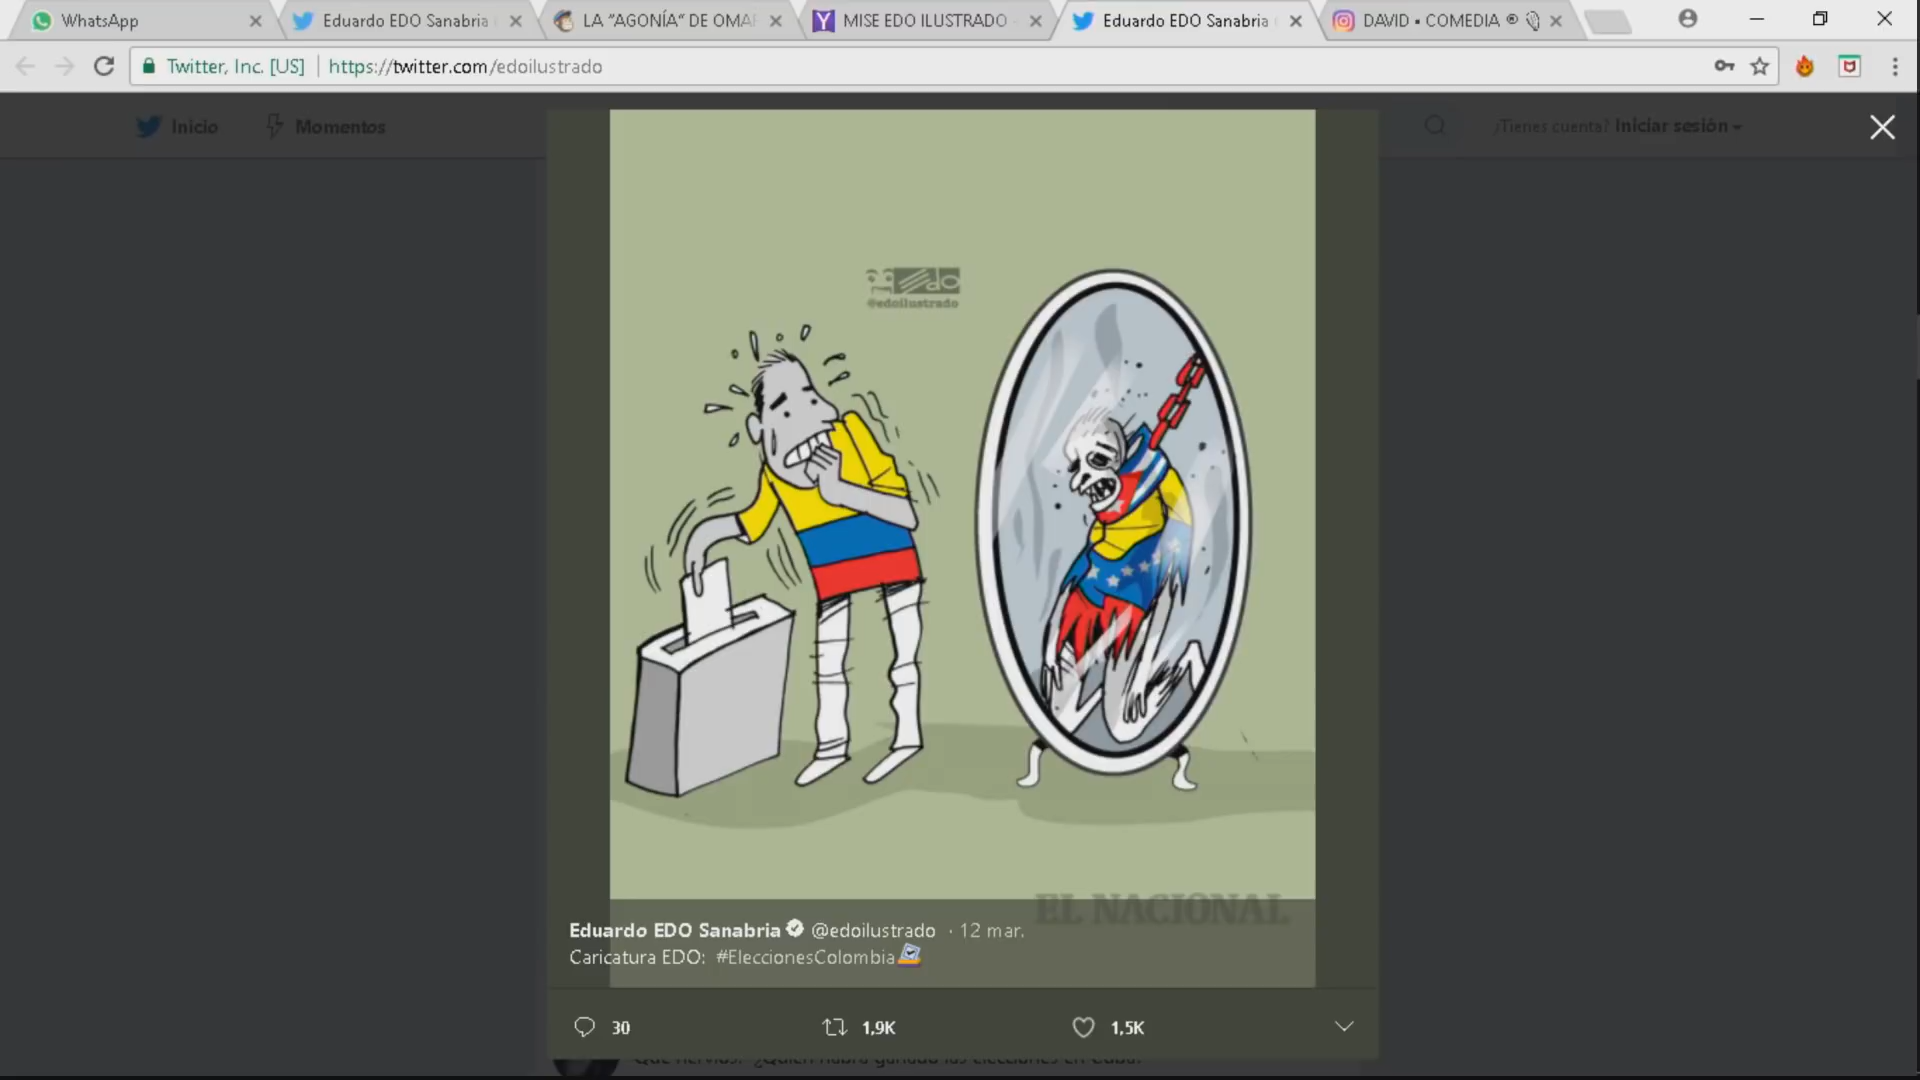 WhatsApp
Eduardo EDO Sanabria
LA "AGONÍA" DE OMA
MISE EDO ILUSTRADO
Eduardo EDO Sanabria
DAVID • COMEDIA ®
Twitter, Inc. [US]
https://twitter.com/edoilustrado
Inicio
Momentos
¿Tienes cuenta? Iniciar sesión
edo
@edoilustrado
EL NACIONAL
Eduardo EDO Sanabria @edoilustrado · 12 mar.
Caricatura EDO: #EleccionesColombia
30
1,9K
1,5K